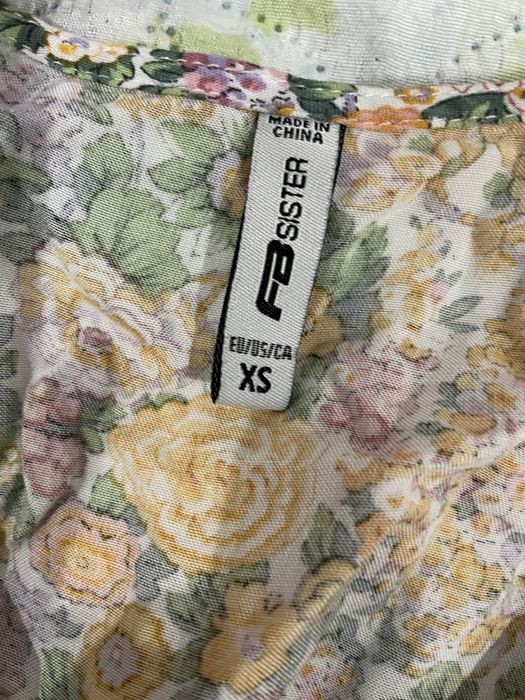 MADE IN
CHINA
FB SISTER
EU/US/CA
XS